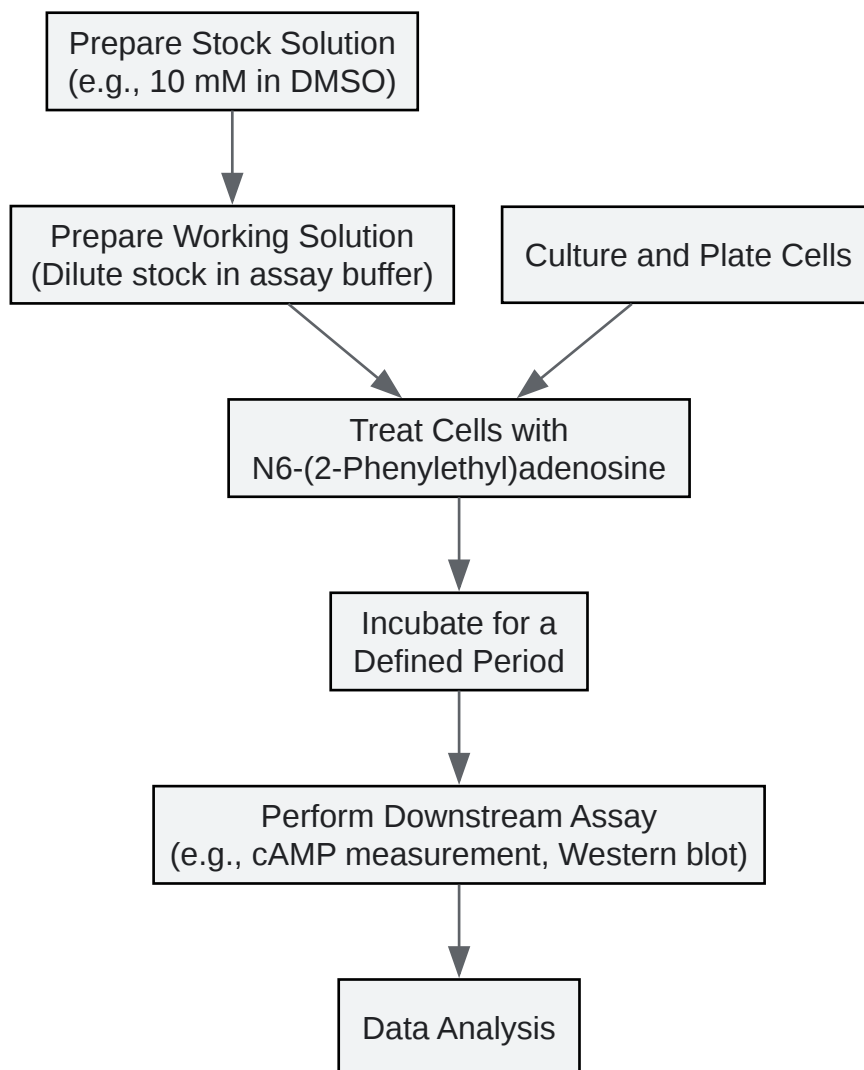 Prepare Stock Solution
(e.g., 10 mM in DMSO)
Prepare Working Solution
(Dilute stock in assay buffer)
Culture and Plate Cells
Treat Cells with
N6-(2-Phenylethyl)adenosine
Incubate for a
Defined Period
Perform Downstream Assay
(e.g., cAMP measurement, Western blot)
Data Analysis